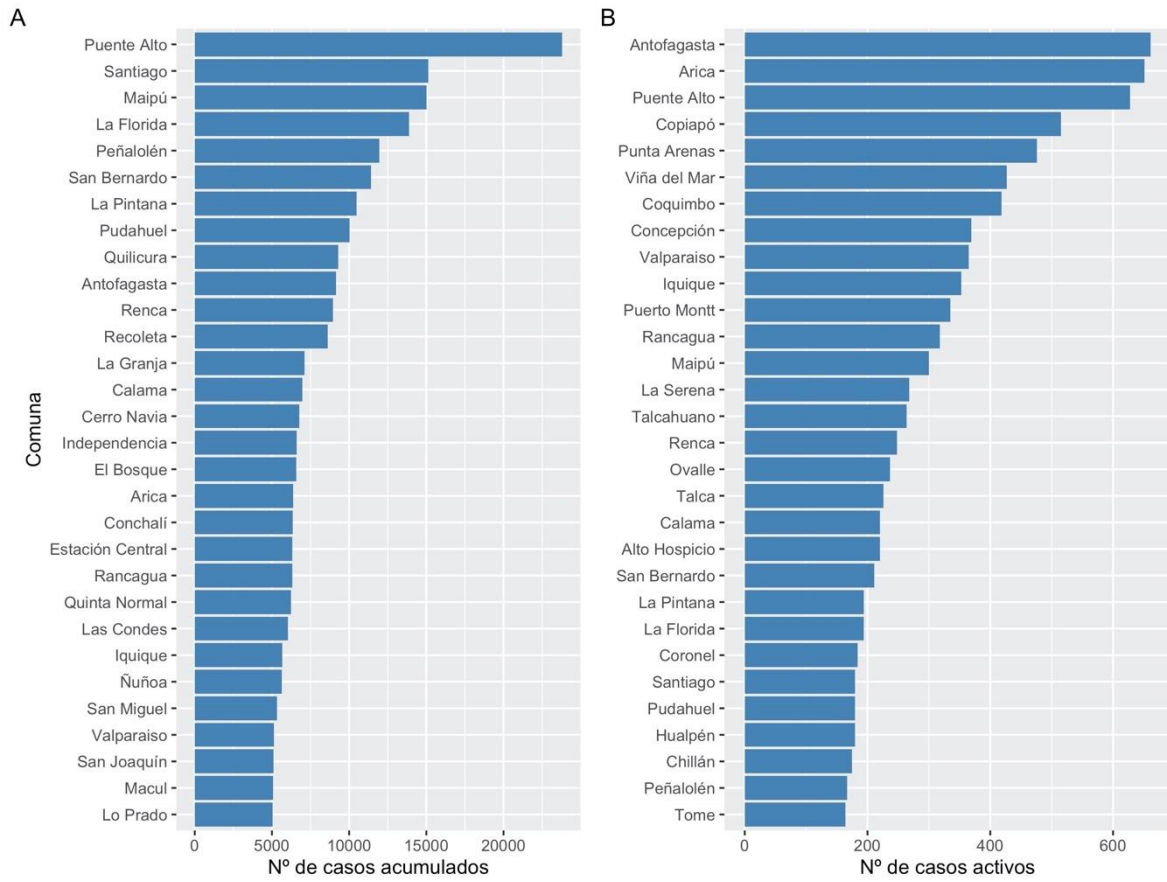 A
Puente Alto
Santiago
Maipú
La Florida
Peñalolén
San Bernardo
La Pintana
Pudahuel
Quilicura
Antofagasta
Renca
Recoleta
La Granja
Calama
Cerro Navia
Independencia
El Bosque
Arica
Conchalí
Estación Central
Rancagua
Quinta Normal
Las Condes
Iquique
Ñuñoa
San Miguel
Valparaiso
San Joaquín
Macul
Lo Prado
Comuna
0 5000 10000 15000 20000
Nº de casos acumulados
B
Antofagasta
Arica
Puente Alto
Copiapó
Punta Arenas
Viña del Mar
Coquimbo
Concepción
Valparaiso
Iquique
Puerto Montt
Rancagua
Maipú
La Serena
Talcahuano
Renca
Ovalle
Talca
Calama
Alto Hospicio
San Bernardo
La Pintana
La Florida
Coronel
Santiago
Pudahuel
Hualpén
Chillán
Peñalolén
Tome
0 200 400 600
Nº de casos activos